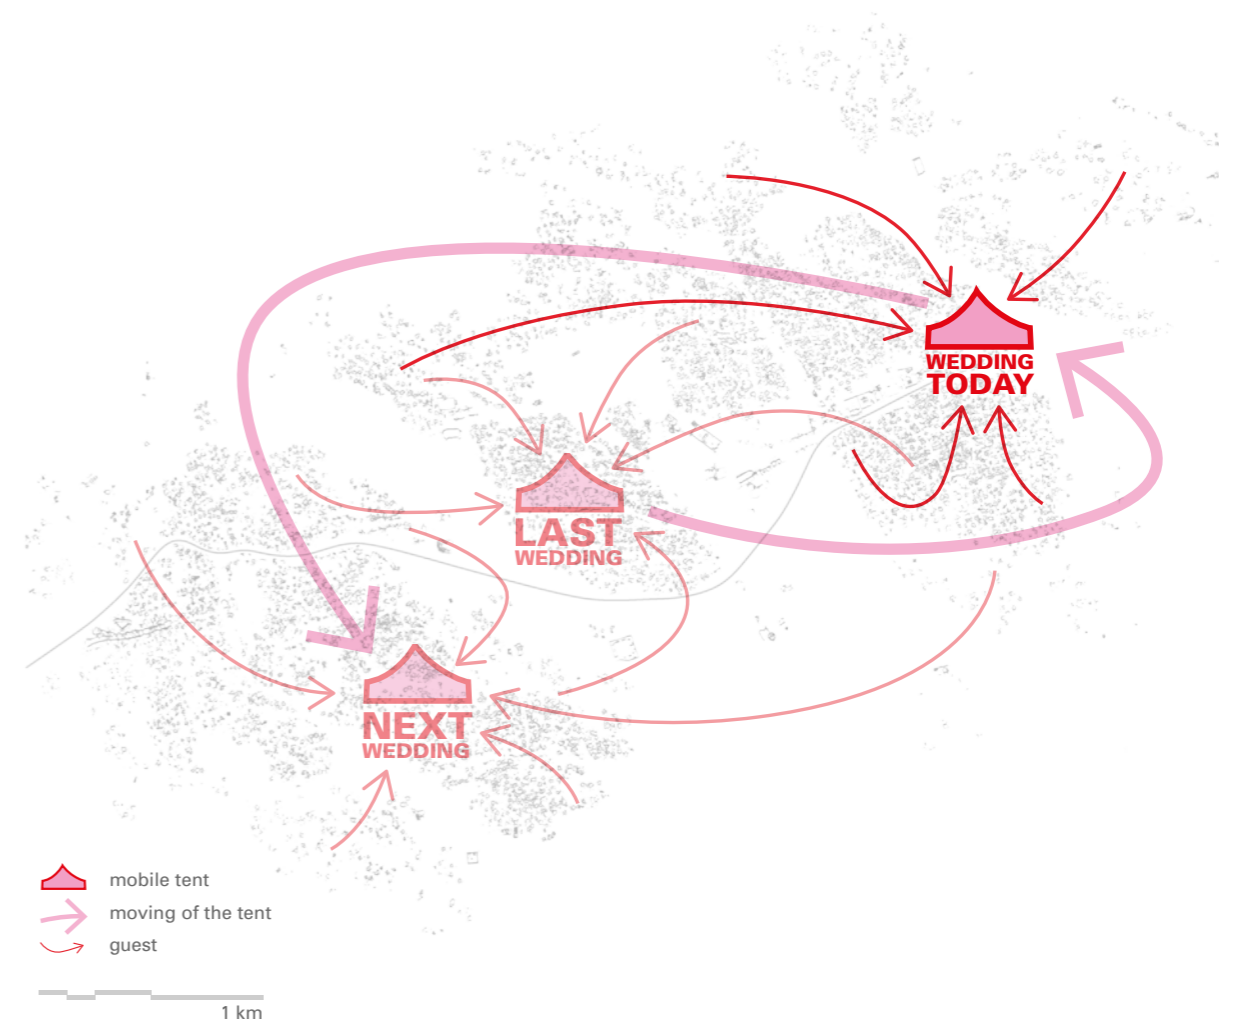 WEDDING
TODAY
LAST
WEDDING
NEXT
WEDDING
mobile tent
moving of the tent
guest
1 km